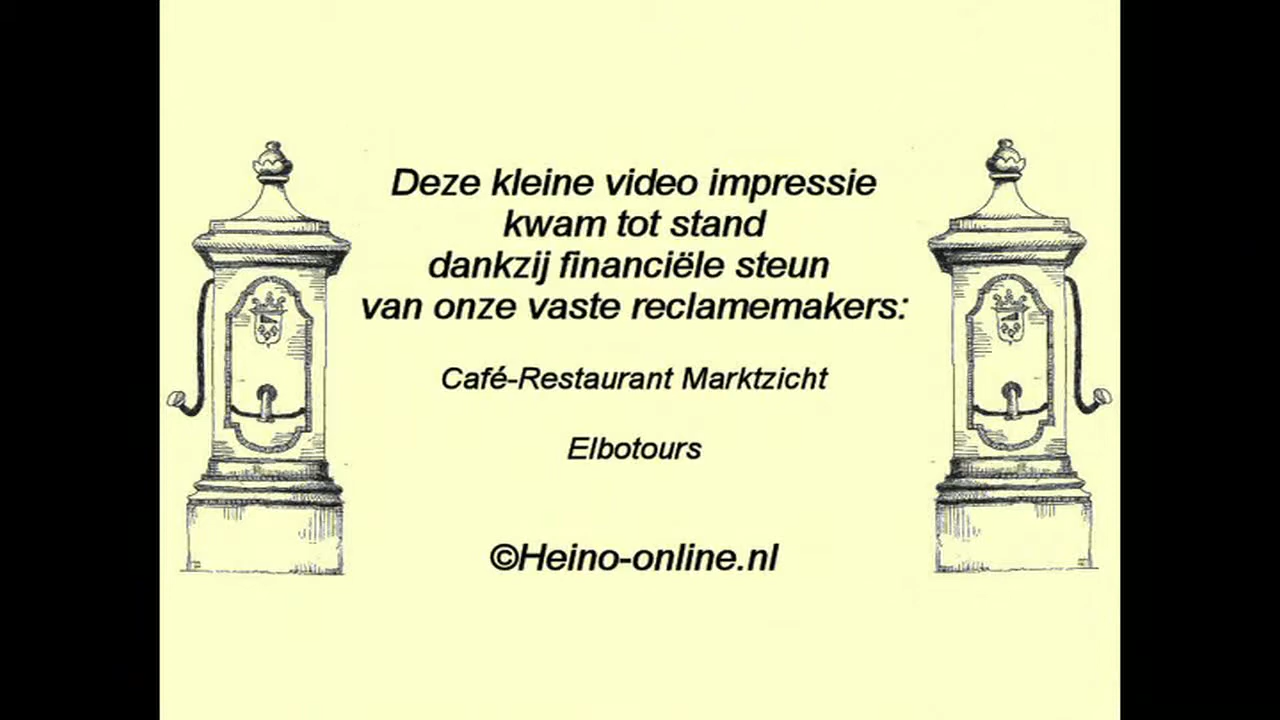 Deze kleine video impressie
kwam tot stand
dankzij financiële steun
van onze vaste reclamemakers:
Café-Restaurant Marktzicht
Elbotours
©Heino-online.nl